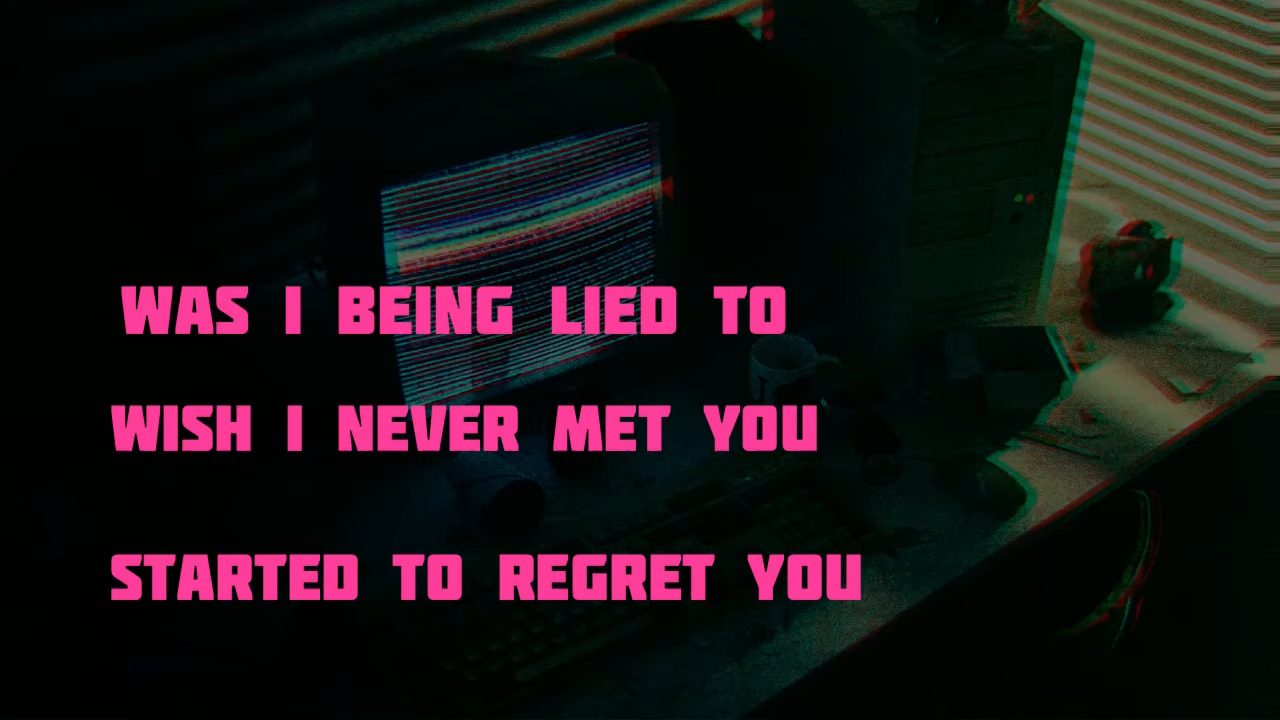 WAS I BEING LIED TO
WISH I NEVER MET YOU
STARTED TO REGRET YOU